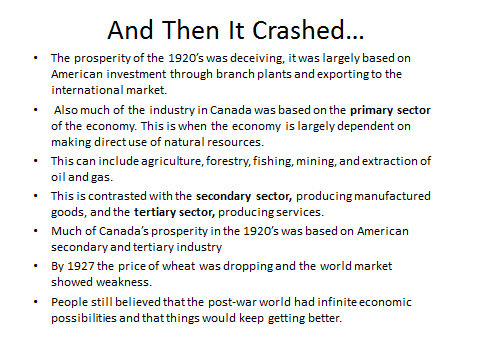 And Then It Crashed…
• The prosperity of the 1920's was deceiving, it was largely based on
American investment through branch plants and exporting to the
international market.
• Also much of the industry in Canada was based on the primary sector
of the economy. This is when the economy is largely dependent on
making direct use of natural resources.
• This can include agriculture, forestry, fishing, mining, and extraction of
oil and gas.
• This is contrasted with the secondary sector, producing manufactured
goods, and the tertiary sector, producing services.
• Much of Canada's prosperity in the 1920's was based on American
secondary and tertiary industry
• By 1927 the price of wheat was dropping and the world market
showed weakness.
• People still believed that the post-war world had infinite economic
possibilities and that things would keep getting better.